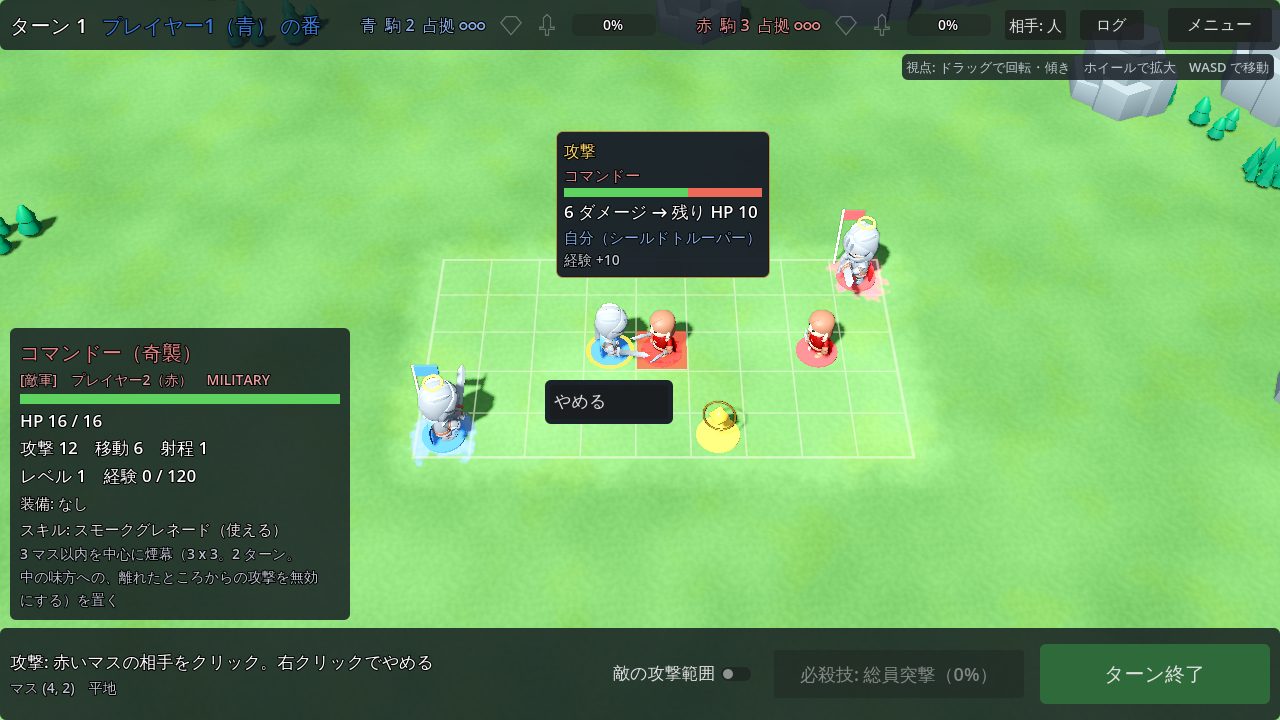 ターン 1 プレイヤー1（青） の番 青 駒 2 占拠 ○○○ 0% 赤 駒 3 占拠 ○○○ 0% 相手: 人 ログ メニュー
視点: ドラッグで回転・傾き ホイールで拡大 WASD で移動
攻撃
コマンドー
6 ダメージ → 残り HP 10
自分（シールドトルーパー）
経験 +10
コマンドー（奇襲）
[敵軍] プレイヤー2（赤） MILITARY
HP 16 / 16
攻撃 12 移動 6 射程 1
レベル 1 経験 0 / 120
装備: なし
スキル: スモークグレネード（使える）
3 マス以内を中心に煙幕（3 x 3。2 ターン。
中の味方への、離れたところからの攻撃を無効
にする）を置く
やめる
攻撃: 赤いマスの相手をクリック。右クリックでやめる
マス (4, 2) 平地
敵の攻撃範囲
必殺技: 総員突撃（0%）
ターン終了